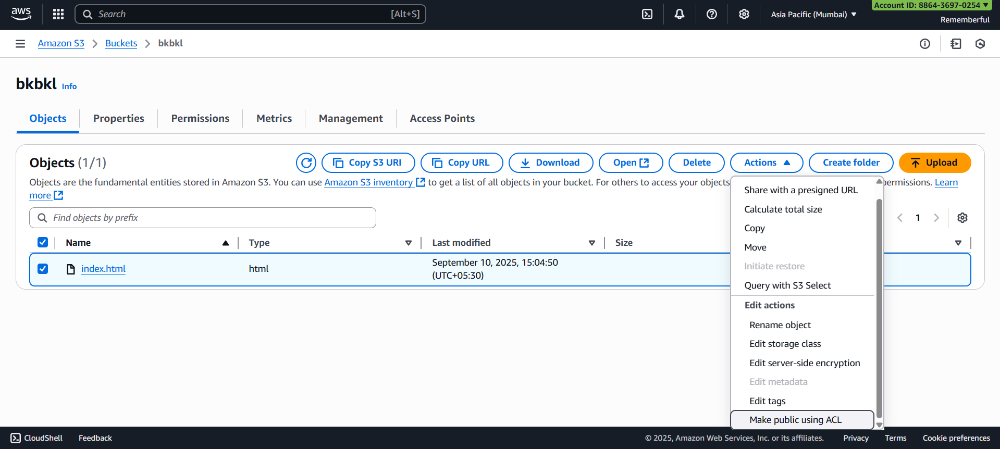 aws
Search
[Alt+S]
Asia Pacific (Mumbai)
Account ID: 8864-3697-0254
Rememberful
Amazon S3
Buckets
bkbkl
bkbkl Info
Objects
Properties
Permissions
Metrics
Management
Access Points
Objects (1/1)
Copy S3 URI
Copy URL
Download
Open
Delete
Actions
Create folder
Upload
Objects are the fundamental entities stored in Amazon S3. You can use Amazon S3 inventory to get a list of all objects in your bucket. For others to access your objects permissions. Learn
more
Find objects by prefix
1
Name
Type
Last modified
Size
index.html
html
September 10, 2025, 15:04:50
(UTC+05:30)
Share with a presigned URL
Calculate total size
Copy
Move
Initiate restore
Query with S3 Select
Edit actions
Rename object
Edit storage class
Edit server-side encryption
Edit metadata
Edit tags
Make public using ACL
CloudShell
Feedback
© 2025, Amazon Web Services, Inc. or its affiliates.
Privacy
Terms
Cookie preferences